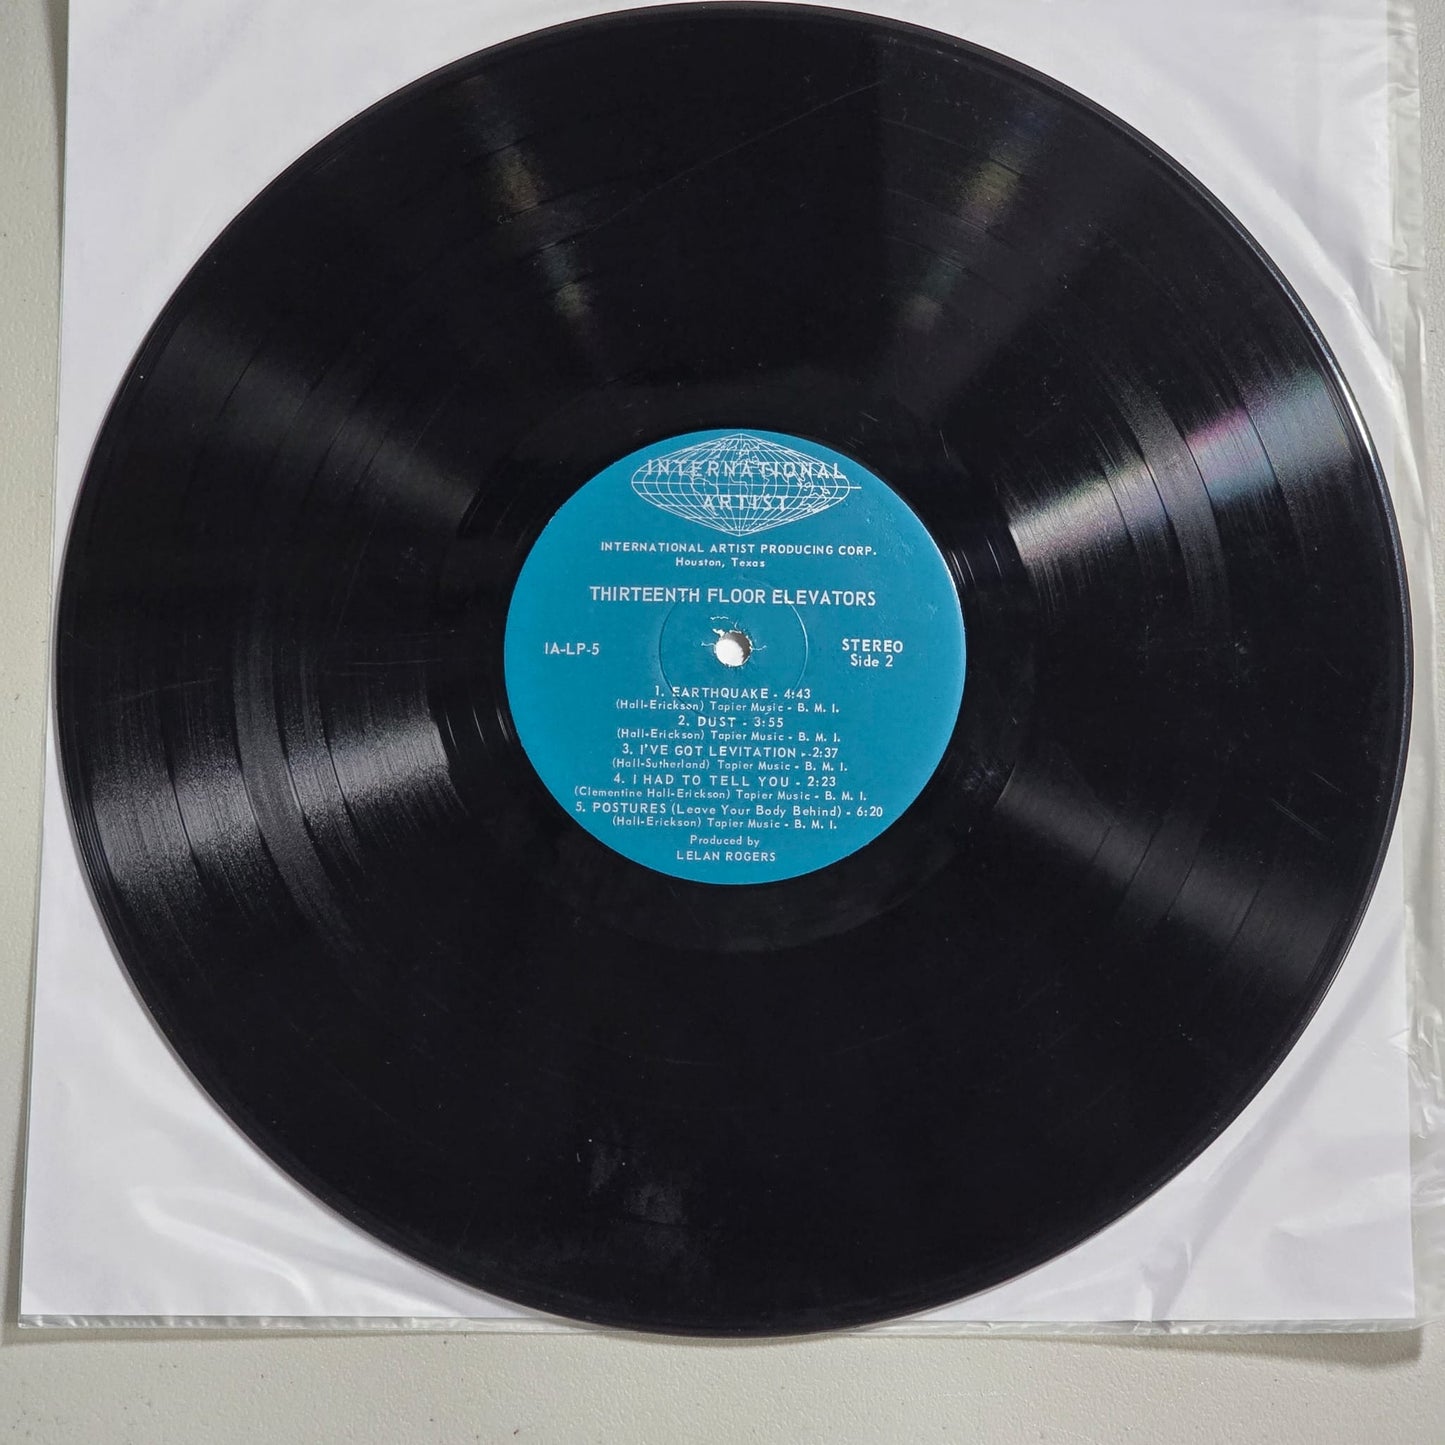 INTERNATIONAL
ARTIST
INTERNATIONAL ARTIST PRODUCING CORP.
Houston, Texas
THIRTEENTH FLOOR ELEVATORS
IA-LP-5
STEREO
Side 2
1. EARTHQUAKE - 4:43
(Hall-Erickson) Tapier Music - B. M. I.
2. DUST - 3:55
(Hall-Erickson) Tapier Music - B. M. I.
3. I'VE GOT LEVITATION - 2:37
(Hall-Sutherland) Tapier Music - B. M. I.
4. I HAD TO TELL YOU - 2:23
(Clementine Hall-Erickson) Tapier Music - B. M. I.
5. POSTURES (Leave Your Body Behind) - 6:20
(Hall-Erickson) Tapier Music - B. M. I.
Produced by
LELAN ROGERS